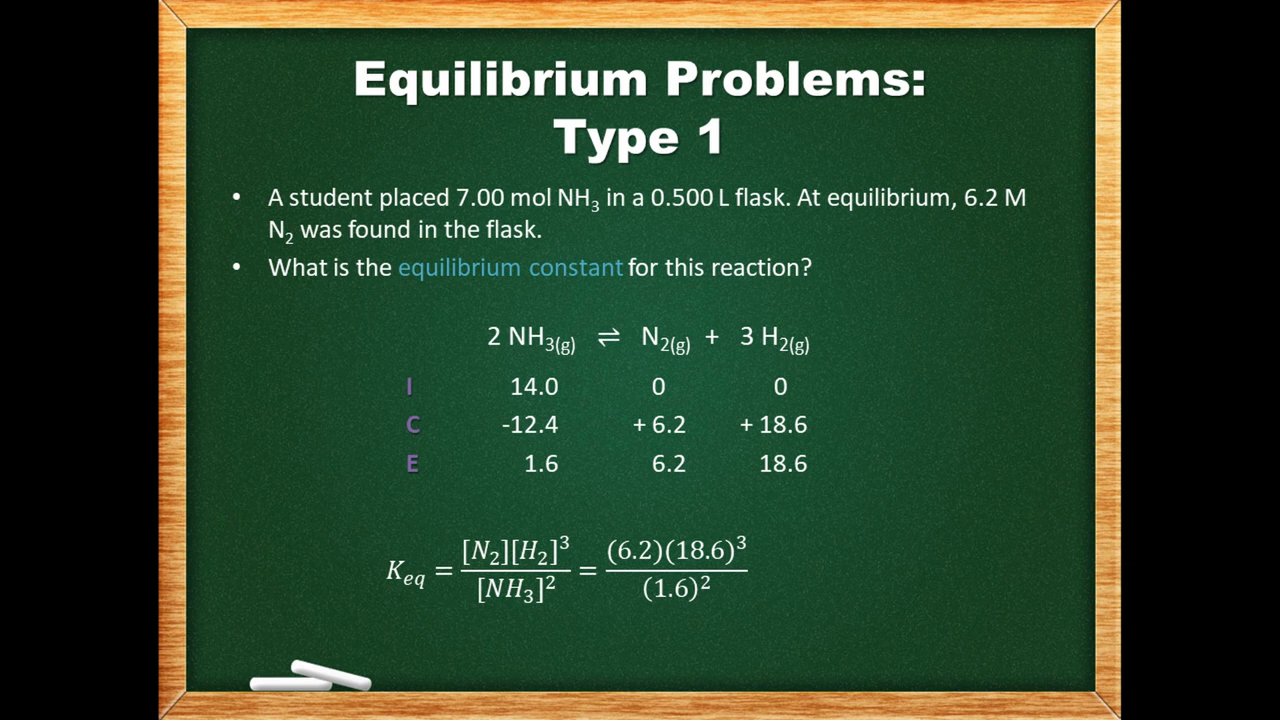 Equilibrium Problems:
Type 1
• A student placed 7.00 mol NH₃ in a 0.500 L flask. At equilibrium, 6.2 M
N₂ was found in the flask.
• What is the equilibrium constant for this reaction?
2 NH₃(g) ⇌ N₂(g) + 3 H₂(g)
I 14.0 0 0
C -12.4 + 6.2 + 18.6
E 1.6 6.2 18.6
K_eq = [N₂][H₂]³ / [NH₃]² = (6.2)(18.6)³ / (1.6)²